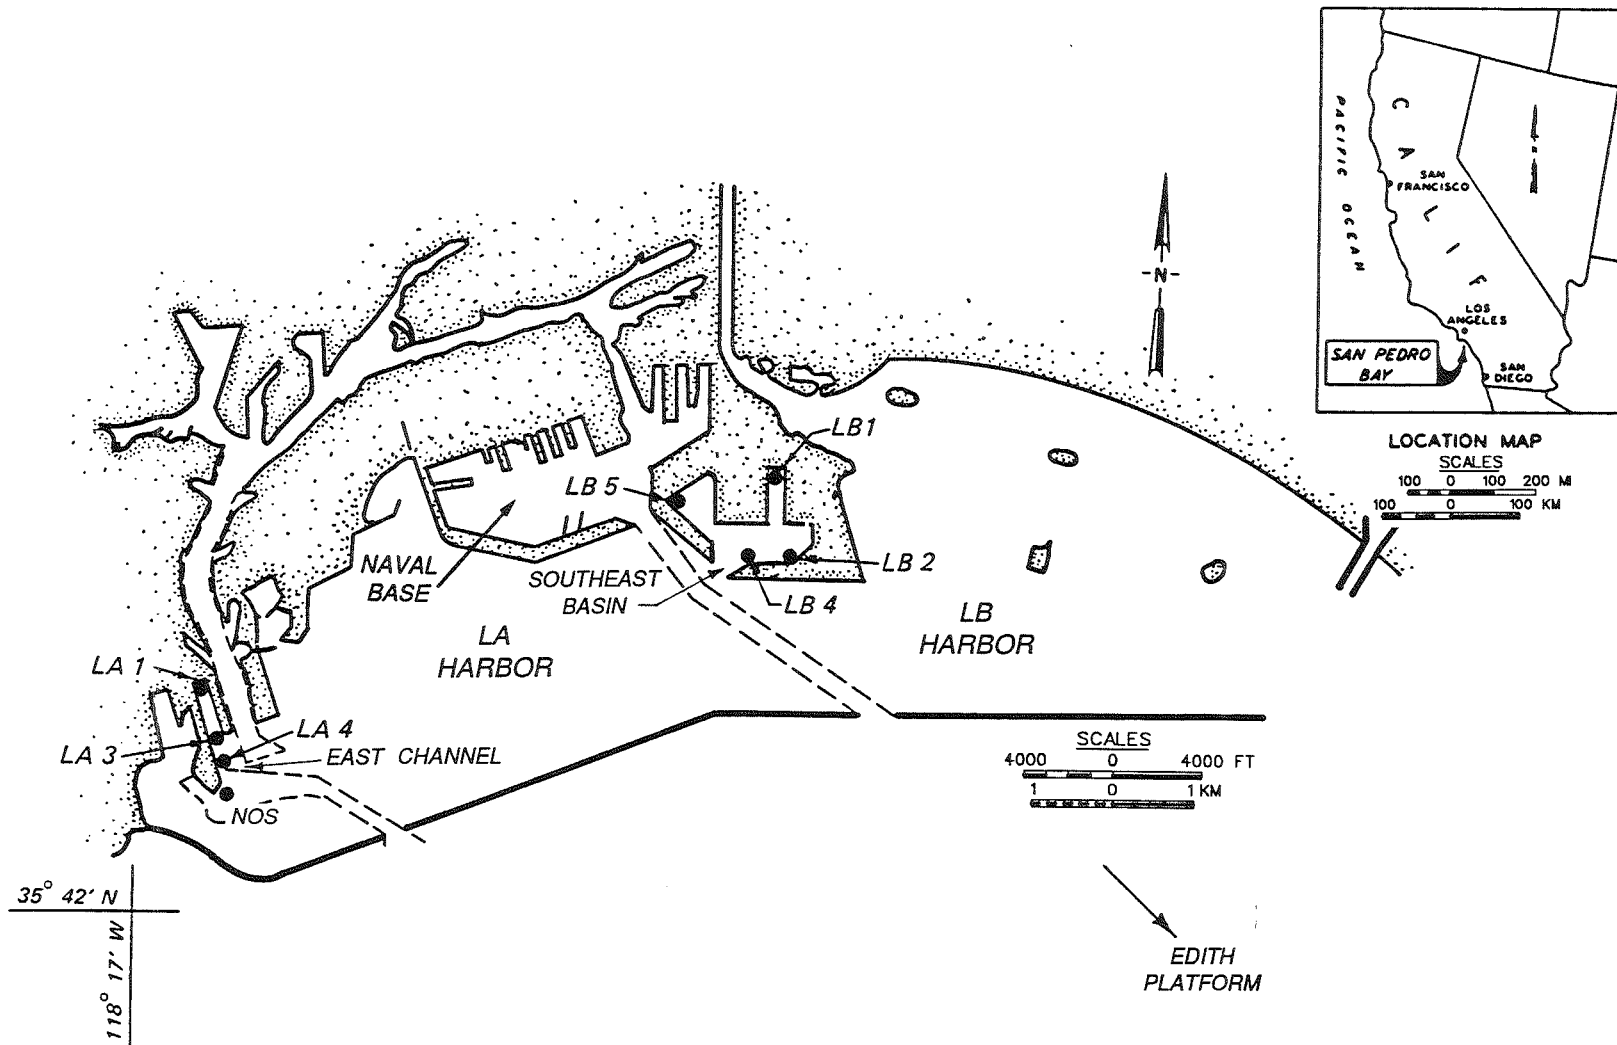 PACIFIC OCEAN
CALIF
SAN
FRANCISCO
LOS
ANGELES
SAN
DIEGO
SAN PEDRO
BAY
LOCATION MAP
SCALES
100 0 100 200 MI
100 0 100 KM
N
LB 1
LB 5
LB 2
LB 4
NAVAL
BASE
SOUTHEAST
BASIN
LA
HARBOR
LB
HARBOR
LA 1
LA 3
LA 4
EAST CHANNEL
NOS
SCALES
4000 0 4000 FT
1 0 1 KM
35° 42' N
118° 17' W
EDITH
PLATFORM